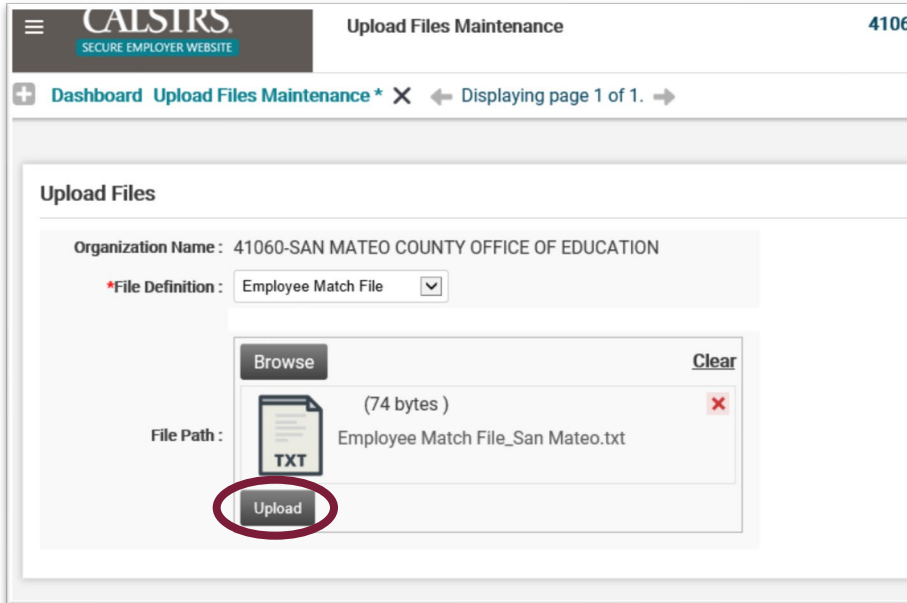 CALSTRS.
SECURE EMPLOYER WEBSITE
Upload Files Maintenance
4106
Dashboard Upload Files Maintenance * Displaying page 1 of 1.
Upload Files
Organization Name : 41060-SAN MATEO COUNTY OFFICE OF EDUCATION
*File Definition : Employee Match File
Browse Clear
(74 bytes )
File Path : Employee Match File_San Mateo.txt
TXT
Upload